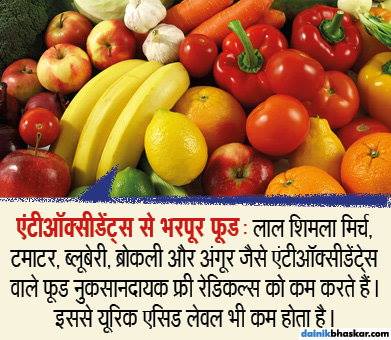 एंटीऑक्सीडेंट्स से भरपूर फूड : लाल शिमला मिर्च,
टमाटर, ब्लूबेरी, ब्रोकली और अंगूर जैसे एंटीऑक्सीडेंट्स
वाले फूड नुकसानदायक फ्री रेडिकल्स को कम करते हैं।
इससे यूरिक एसिड लेवल भी कम होता है।
dainikbhaskar.com